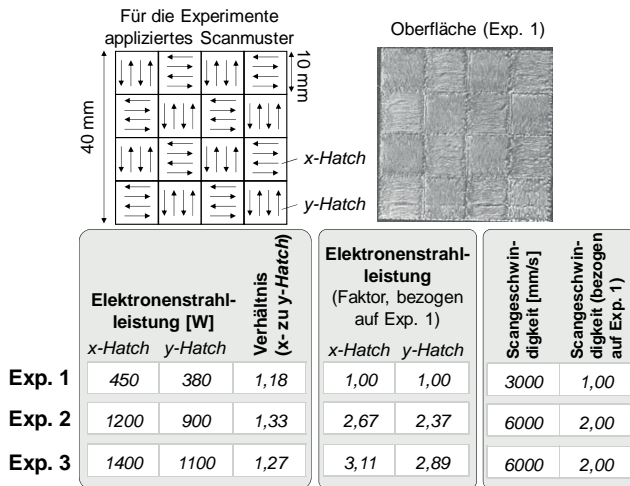 Für die Experimente
appliziertes Scanmuster
Oberfläche (Exp. 1)
10 mm
40 mm
x-Hatch
y-Hatch
Elektronenstrahl-
leistung [W]
x-Hatch y-Hatch
Verhältnis
(x- zu y-Hatch)
Elektronenstrahl-
leistung
(Faktor, bezogen
auf Exp. 1)
x-Hatch y-Hatch
Scangeschwin-
digkeit [mm/s]
Scangeschwin-
digkeit (bezogen
auf Exp. 1)
Exp. 1 450 380 1,18 1,00 1,00 3000 1,00
Exp. 2 1200 900 1,33 2,67 2,37 6000 2,00
Exp. 3 1400 1100 1,27 3,11 2,89 6000 2,00